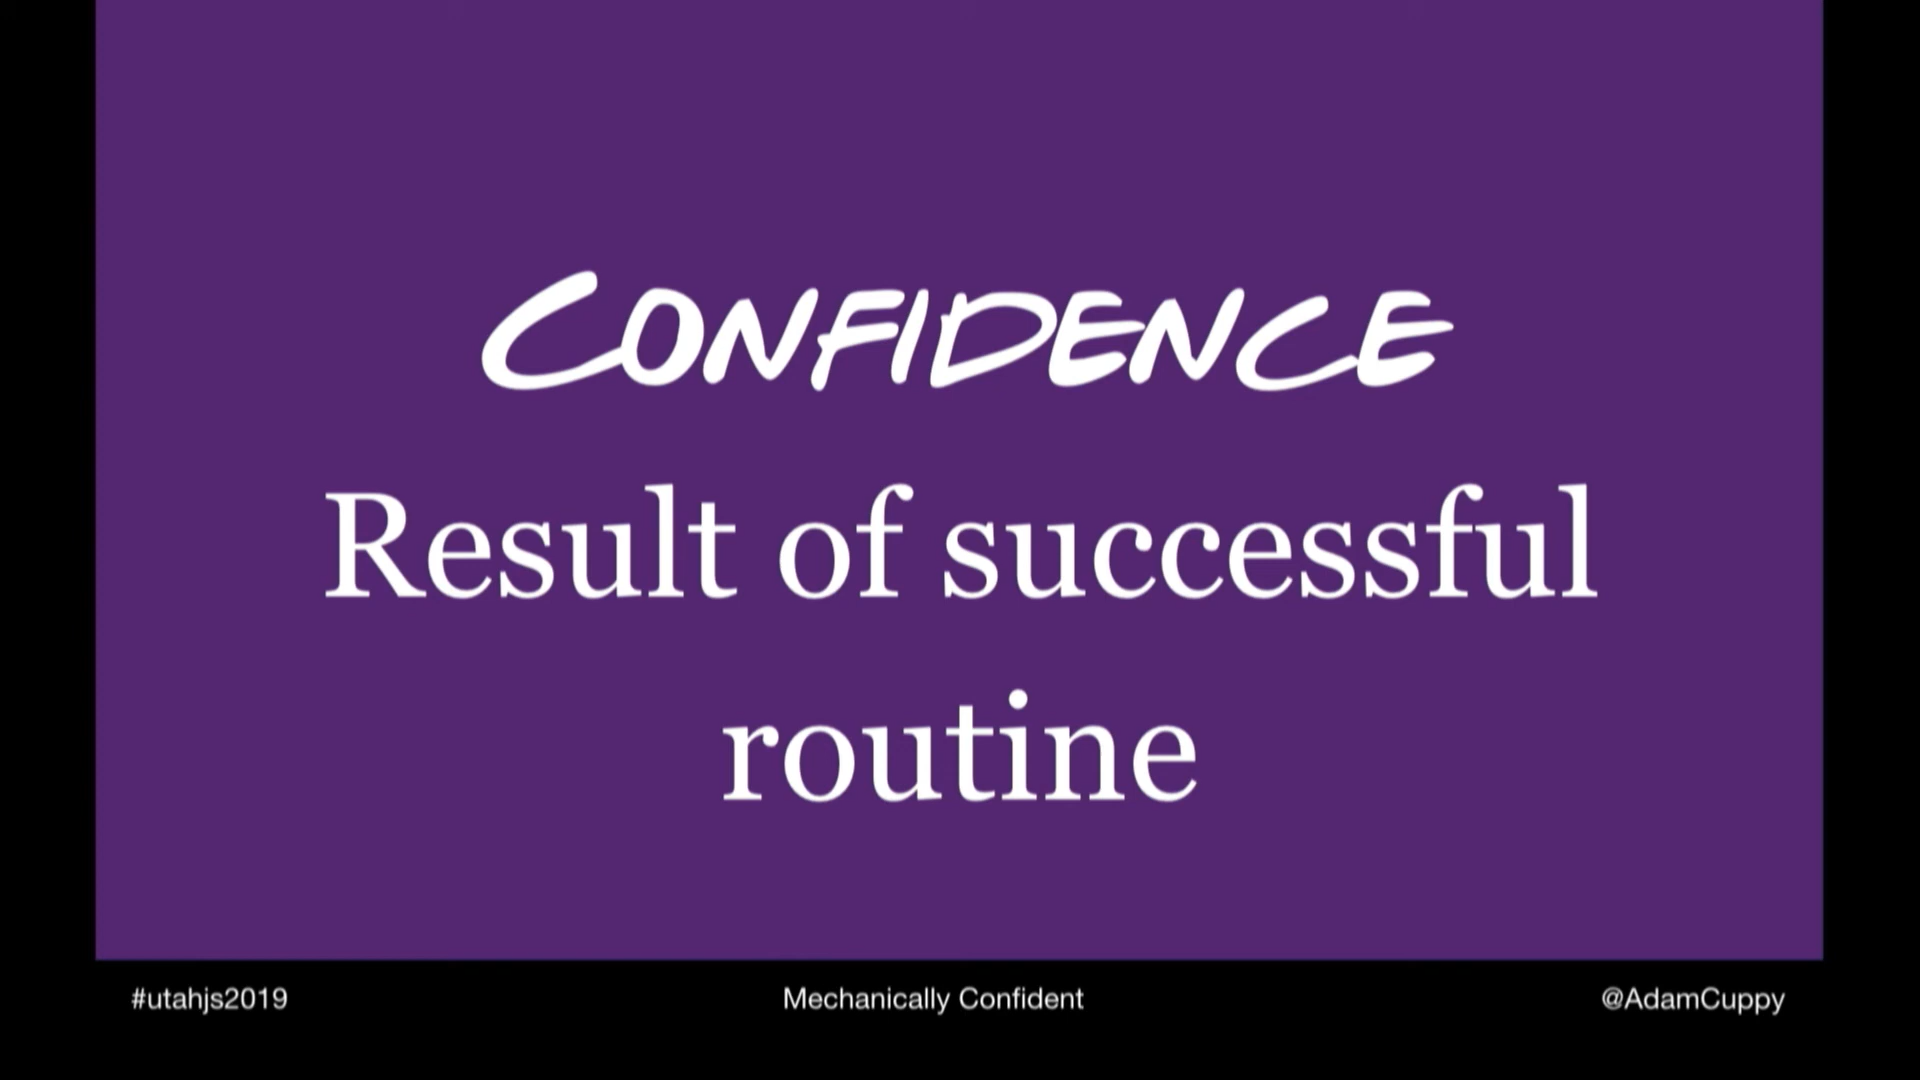 CONFIDENCE
Result of successful
routine
#utahjs2019
Mechanically Confident
@AdamCuppy